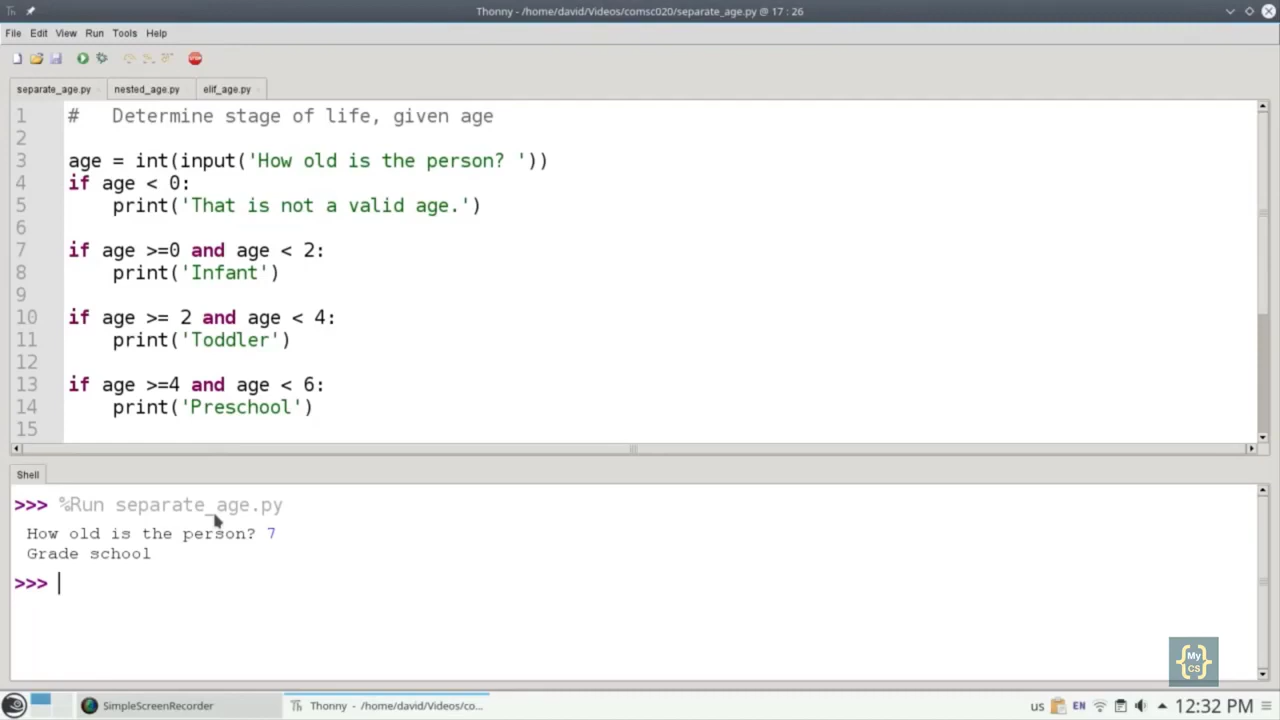 Thonny - /home/david/Videos/comsc020/separate_age.py @ 17 : 26
File Edit View Run Tools Help
STOP
separate_age.py nested_age.py elif_age.py
1 # Determine stage of life, given age
2
3 age = int(input('How old is the person? '))
4 if age < 0:
5 print('That is not a valid age.')
6
7 if age >=0 and age < 2:
8 print('Infant')
9
10 if age >= 2 and age < 4:
11 print('Toddler')
12
13 if age >=4 and age < 6:
14 print('Preschool')
15
Shell
>>> %Run separate_age.py
How old is the person? 7
Grade school
>>>
{My CS}
SimpleScreenRecorder Th Thonny - /home/david/Videos/co... us EN 12:32 PM